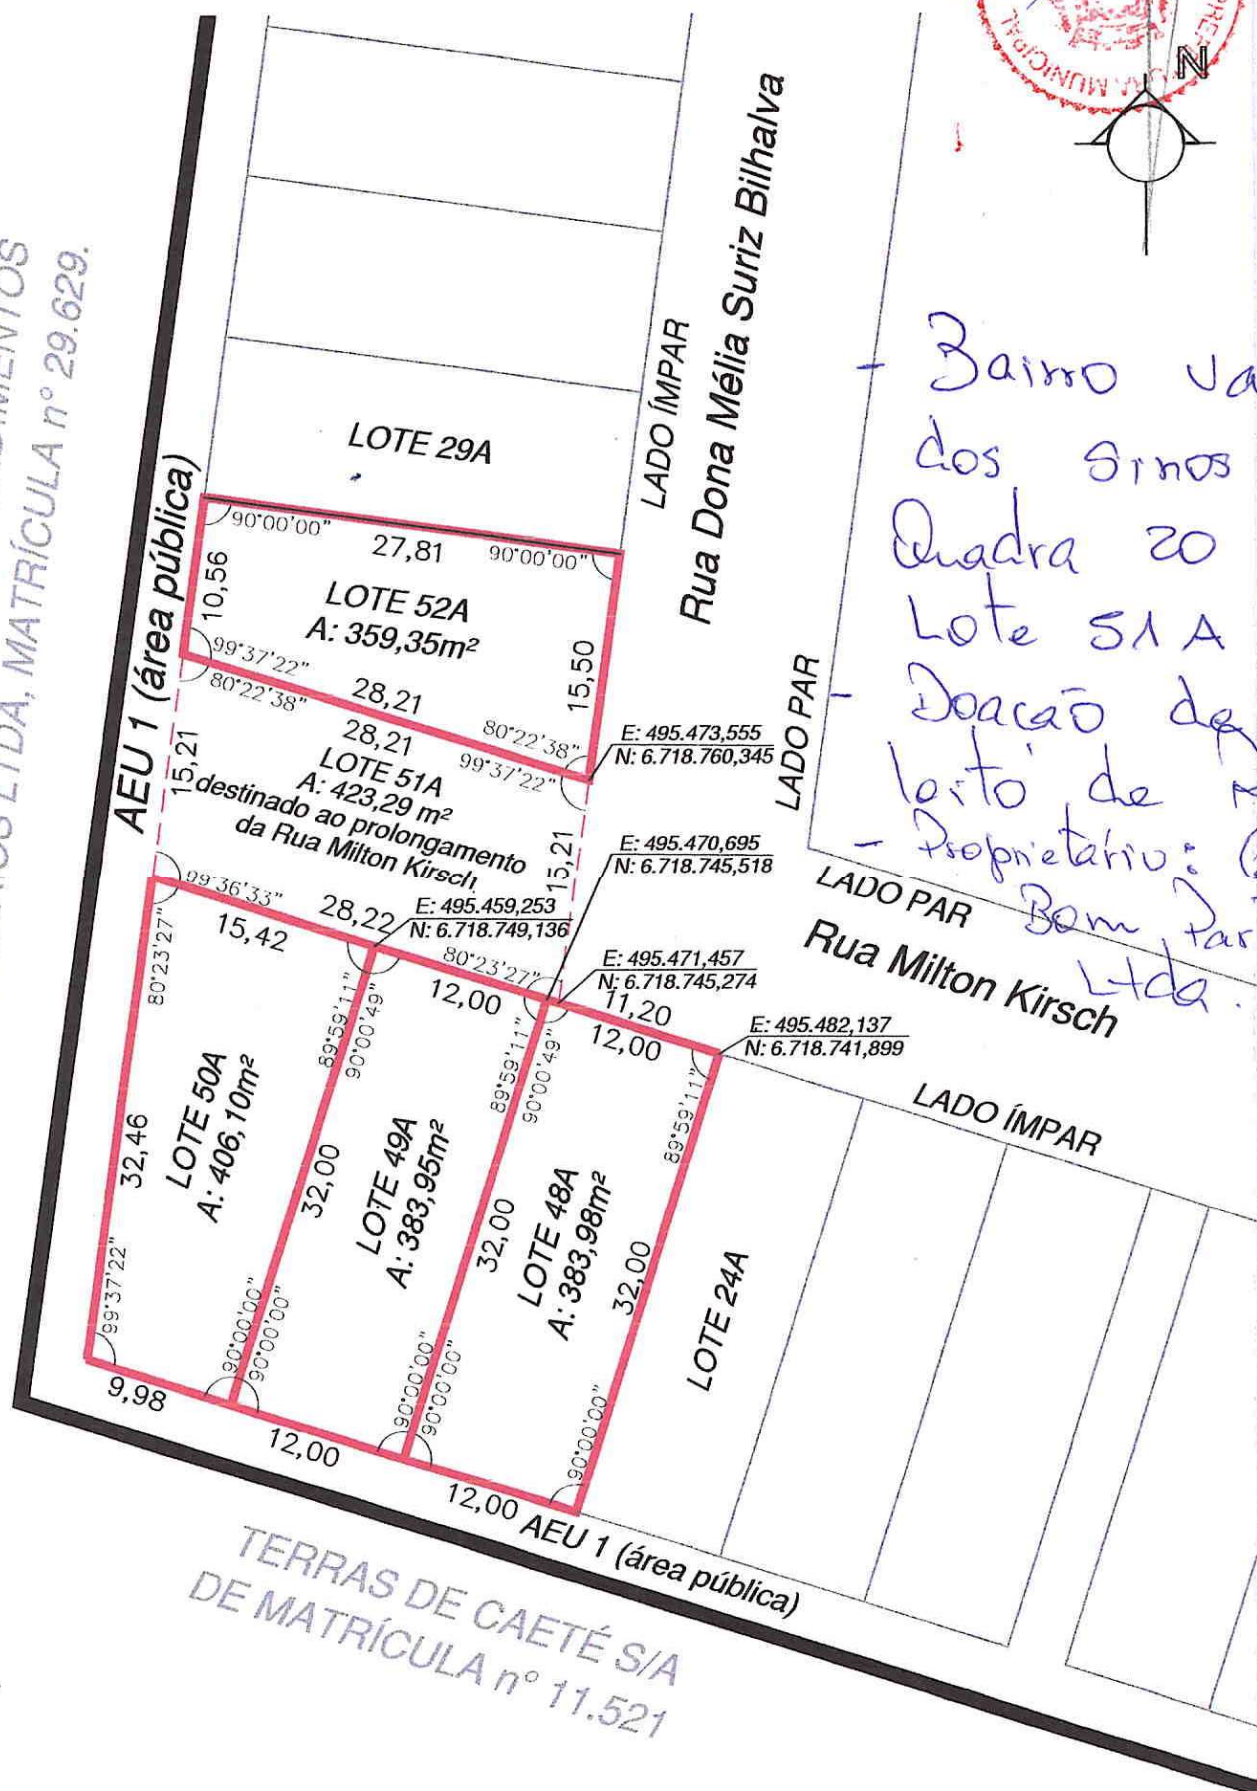 MUNICIPAL
N
LTDA, MATRÍCULA nº 29.629.
AEU 1 (área pública)
LADO ÍMPAR
Rua Dona Mélia Suriz Bilhalva
LADO PAR
LOTE 29A
90°00'00"
27,81
90°00'00"
10,56
LOTE 52A
A: 359,35m²
15,50
99°37'22"
28,21
80°22'38"
80°22'38"
28,21
99°37'22"
15,21
LOTE 51A
A: 423,29 m²
destinado ao prolongamento
da Rua Milton Kirsch
15,21
E: 495.473,555
N: 6.718.760,345
E: 495.470,695
N: 6.718.745,518
99°36'33"
28,22
80°23'27"
E: 495.459,253
N: 6.718.749,136
E: 495.471,457
N: 6.718.745,274
E: 495.482,137
N: 6.718.741,899
15,42
12,00
11,20
12,00
80°23'27"
89°59'11"
90°00'49"
89°59'11"
90°00'49"
89°59'11"
32,46
LOTE 50A
A: 406,10m²
32,00
LOTE 49A
A: 383,95m²
32,00
LOTE 48A
A: 383,98m²
32,00
LOTE 24A
99°37'22"
90°00'00"
90°00'00"
90°00'00"
90°00'00"
90°00'00"
9,98
12,00
12,00
AEU 1 (área pública)
LADO PAR
Rua Milton Kirsch
LADO ÍMPAR
TERRAS DE CAETÉ S/A
DE MATRÍCULA nº 11.521
- Bairro
dos Sinos
Quadra 20
Lote 51A
- Doação de
leito de
- Proprietário:
Bom Par
Ltda.